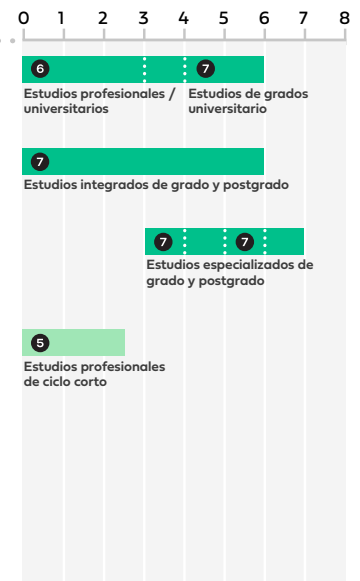 0 1 2 3 4 5 6 7 8
6 7
Estudios profesionales /
universitarios
Estudios de grados
universitario
7
Estudios integrados de grado y postgrado
7 7
Estudios especializados de
grado y postgrado
5
Estudios profesionales
de ciclo corto